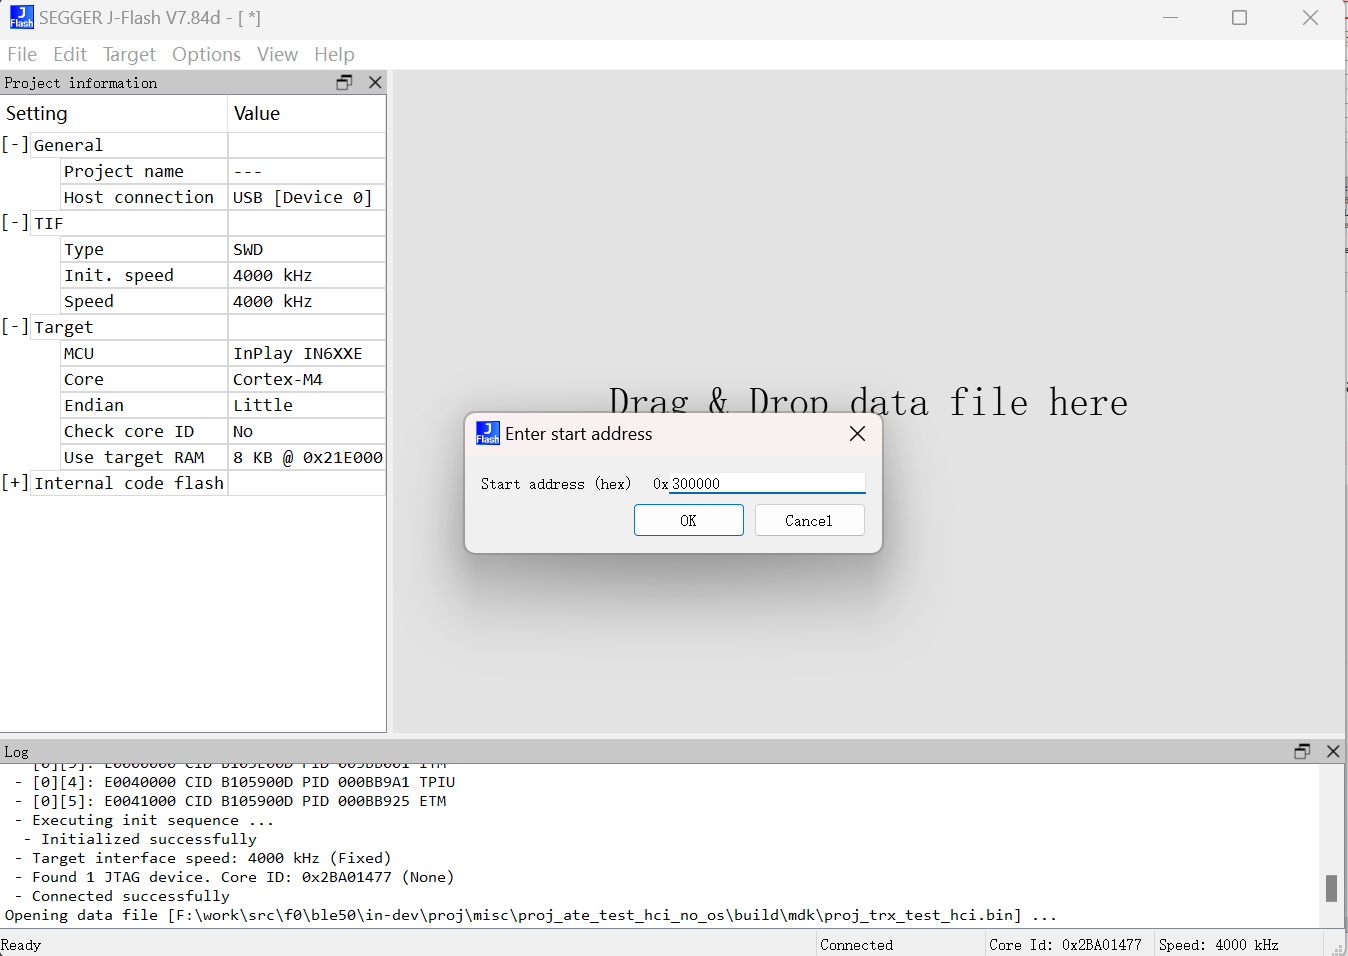 SEGGER J-Flash V7.84d - [ *]
File Edit Target Options View Help
Project information
Setting Value
[-] General
Project name ---
Host connection USB [Device 0]
[-] TIF
Type SWD
Init. speed 4000 kHz
Speed 4000 kHz
[-] Target
MCU InPlay IN6XXE
Core Cortex-M4
Endian Little
Check core ID No
Use target RAM 8 KB @ 0x21E000
[+] Internal code flash
Drag & Drop data file here
Enter start address
Start address (hex) 0x 300000
OK Cancel
Log
- [0][4]: E0040000 CID B105900D PID 000BB9A1 TPIU
- [0][5]: E0041000 CID B105900D PID 000BB925 ETM
- Executing init sequence ...
- Initialized successfully
- Target interface speed: 4000 kHz (Fixed)
- Found 1 JTAG device. Core ID: 0x2BA01477 (None)
- Connected successfully
Opening data file [F:\work\src\f0\ble50\in-dev\proj\misc\proj_ate_test_hci_no_os\build\mdk\proj_trx_test_hci.bin] ...
Ready Connected Core Id: 0x2BA01477 Speed: 4000 kHz